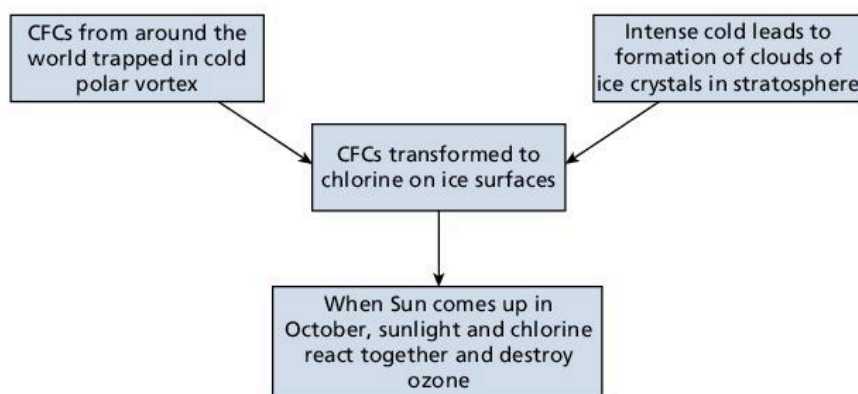 CFCs from around the
world trapped in cold
polar vortex
Intense cold leads to
formation of clouds of
ice crystals in stratosphere
CFCs transformed to
chlorine on ice surfaces
When Sun comes up in
October, sunlight and chlorine
react together and destroy
ozone